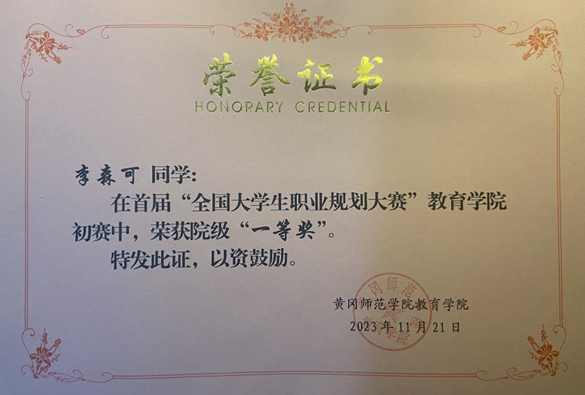 荣誉证书
HONORARY CREDENTIAL
李森可 同学:
在首届“全国大学生职业规划大赛”教育学院
初赛中，荣获院级“一等奖”。
特发此证，以资鼓励。
黄冈师范学院教育学院
2023年11月21日